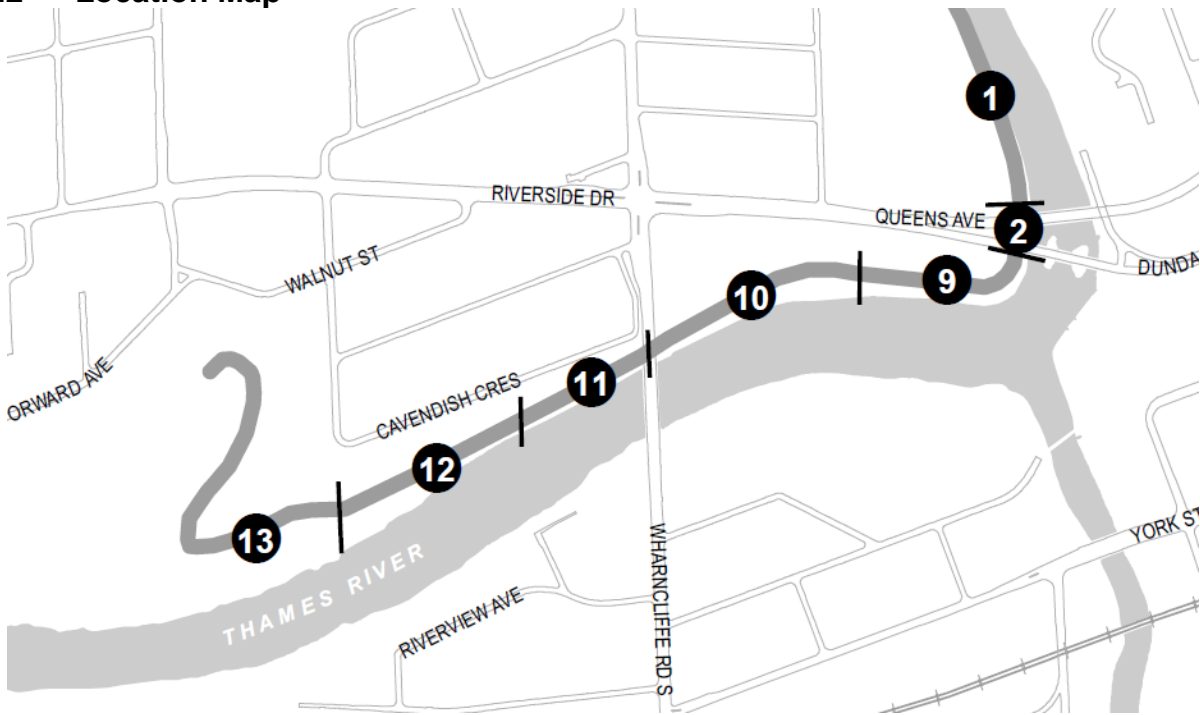 Location Map
1
RIVERSIDE DR
QUEENS AVE
2
WALNUT ST
DUNDA
9
10
ORWARD AVE
11
CAVENDISH CRES
12
13
THAMES RIVER
WHARNCLIFFE RD S
YORK ST
RIVERVIEW AVE